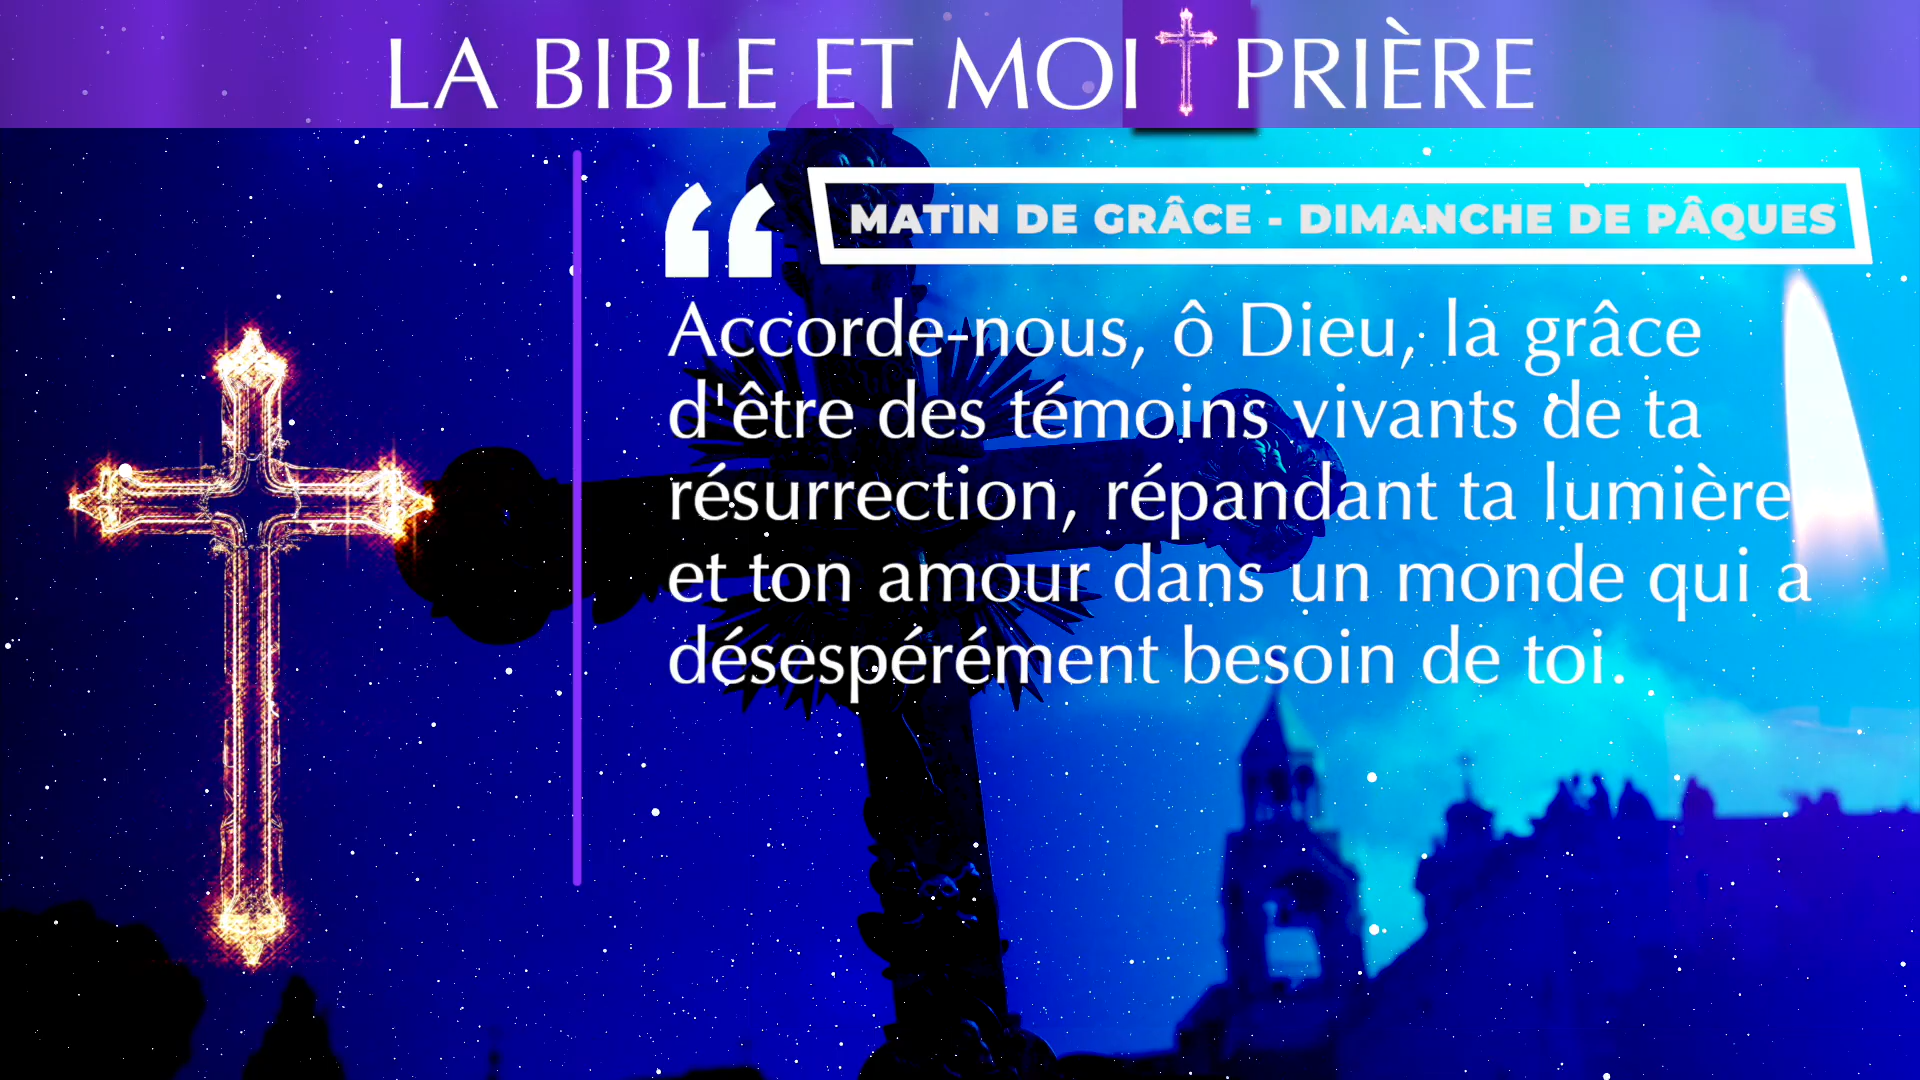 LA BIBLE ET MOI PRIÈRE
“ MATIN DE GRÂCE - DIMANCHE DE PÂQUES
Accorde-nous, ô Dieu, la grâce
d'être des témoins vivants de ta
résurrection, répandant ta lumière
et ton amour dans un monde qui a
désespérément besoin de toi.